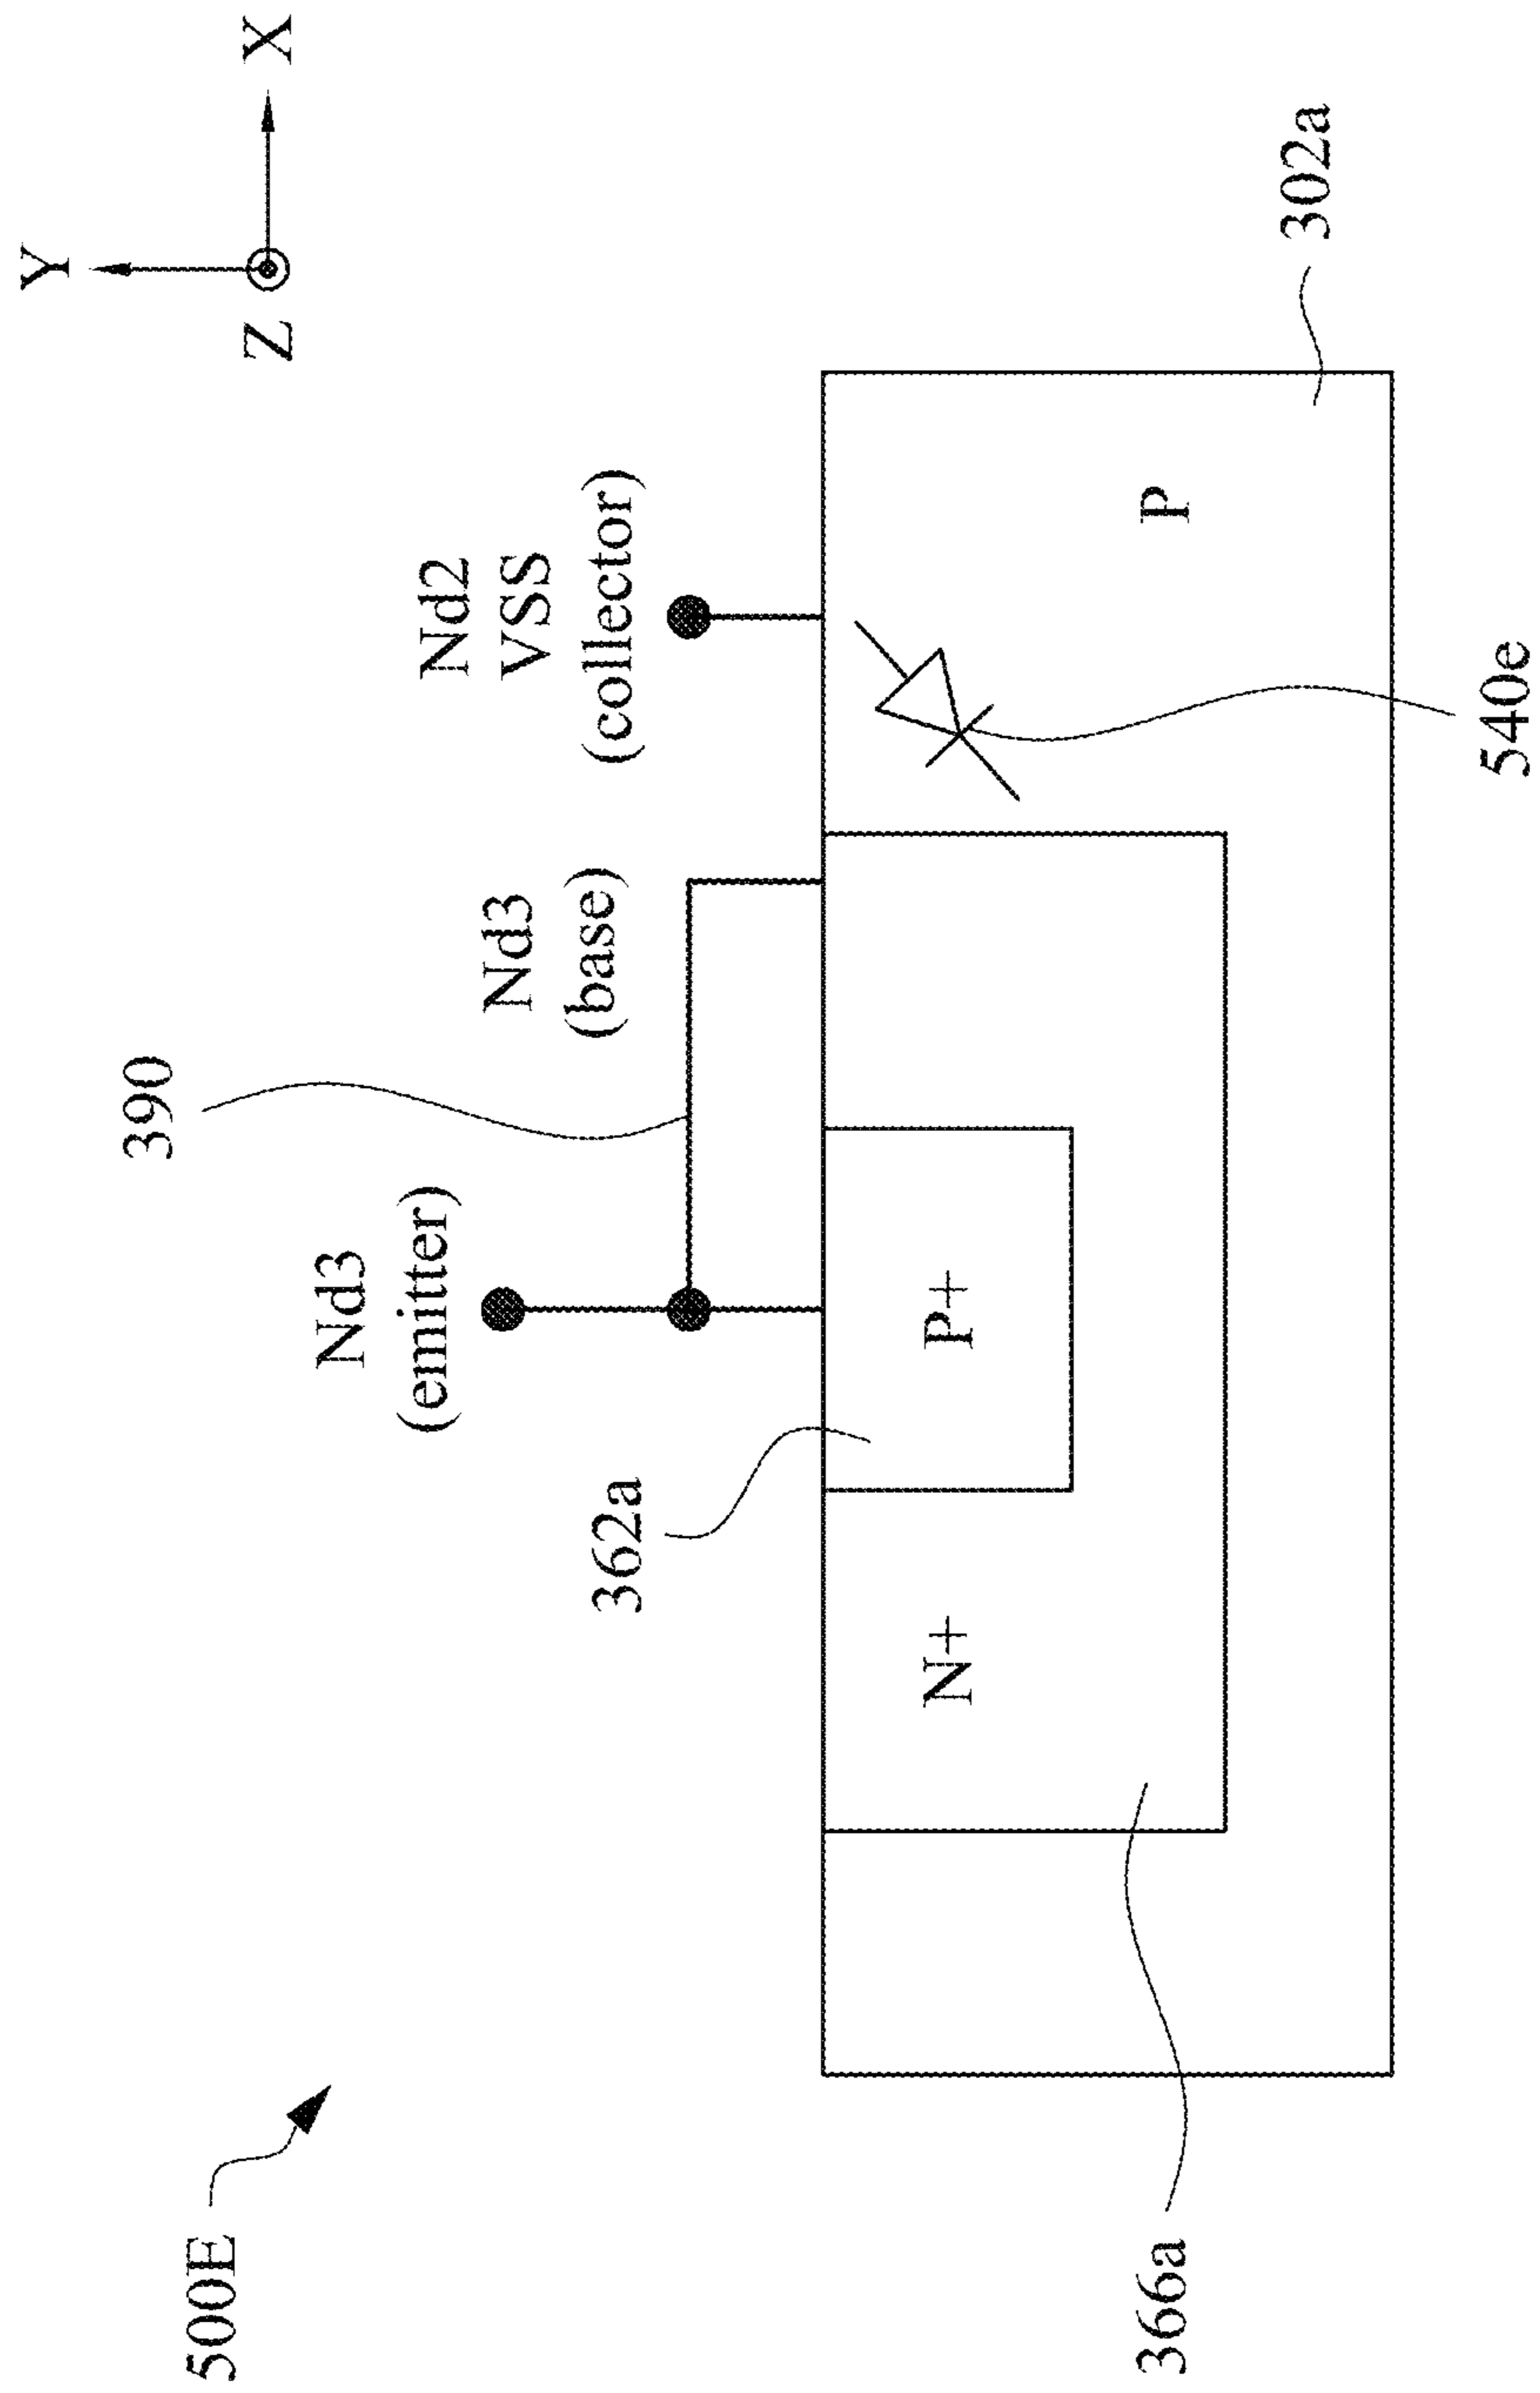 500E
Y
Z
X
390
Nd3
(emitter)
Nd3
(base)
Nd2
VSS
(collector)
362a
N+
P+
P
366a
302a
540e